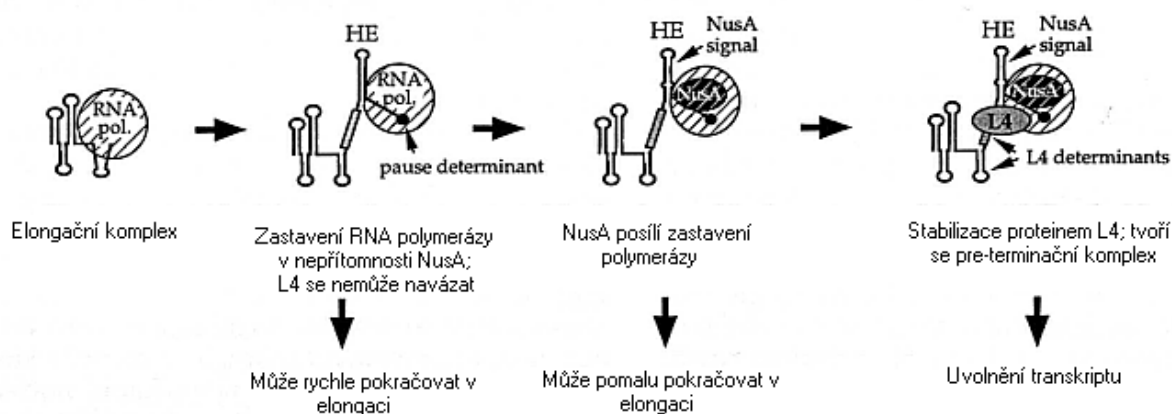 RNA
pol.
Elongační komplex
HE
RNA
pol.
pause determinant
Zastavení RNA polymerázy
v nepřítomnosti NusA;
L4 se nemůže navázat
Může rychle pokračovat v
elongaci
HE
NusA
signal
NusA
NusA posílí zastavení
polymerázy
Může pomalu pokračovat v
elongaci
HE
NusA
signal
NusA
L4
L4 determinants
Stabilizace proteinem L4; tvoří
se pre-terminační komplex
Uvolnění transkriptu